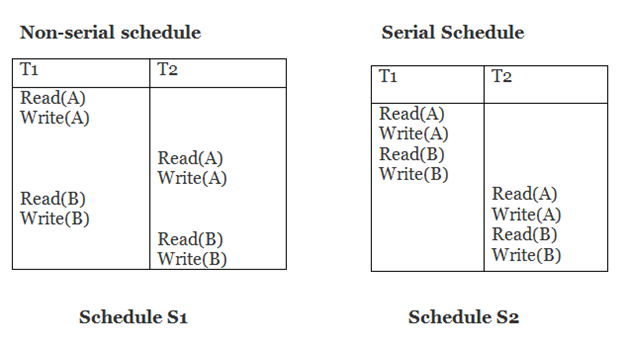 Non-serial schedule
T1 T2
Read(A)
Write(A)
Read(A)
Write(A)
Read(B)
Write(B)
Read(B)
Write(B)
Schedule S1
Serial Schedule
T1 T2
Read(A)
Write(A)
Read(B)
Write(B)
Read(A)
Write(A)
Read(B)
Write(B)
Schedule S2